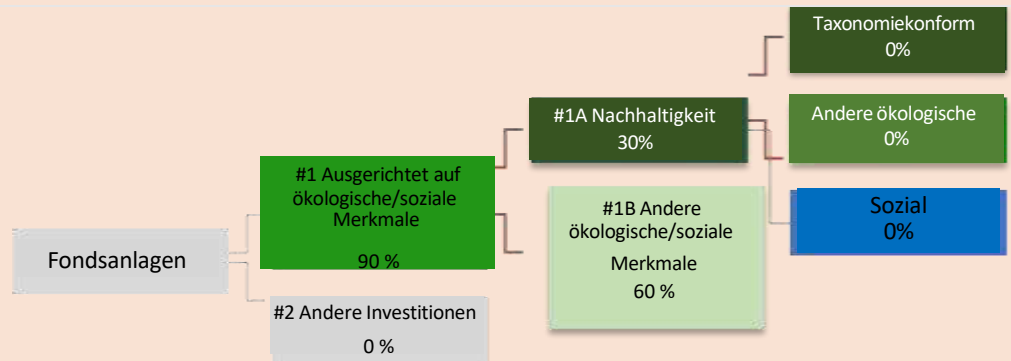 Fondsanlagen
#1 Ausgerichtet auf
ökologische/soziale
Merkmale
90 %
#2 Andere Investitionen
0 %
#1A Nachhaltigkeit
30%
#1B Andere
ökologische/soziale
Merkmale
60 %
Taxonomiekonform
0%
Andere ökologische
0%
Sozial
0%